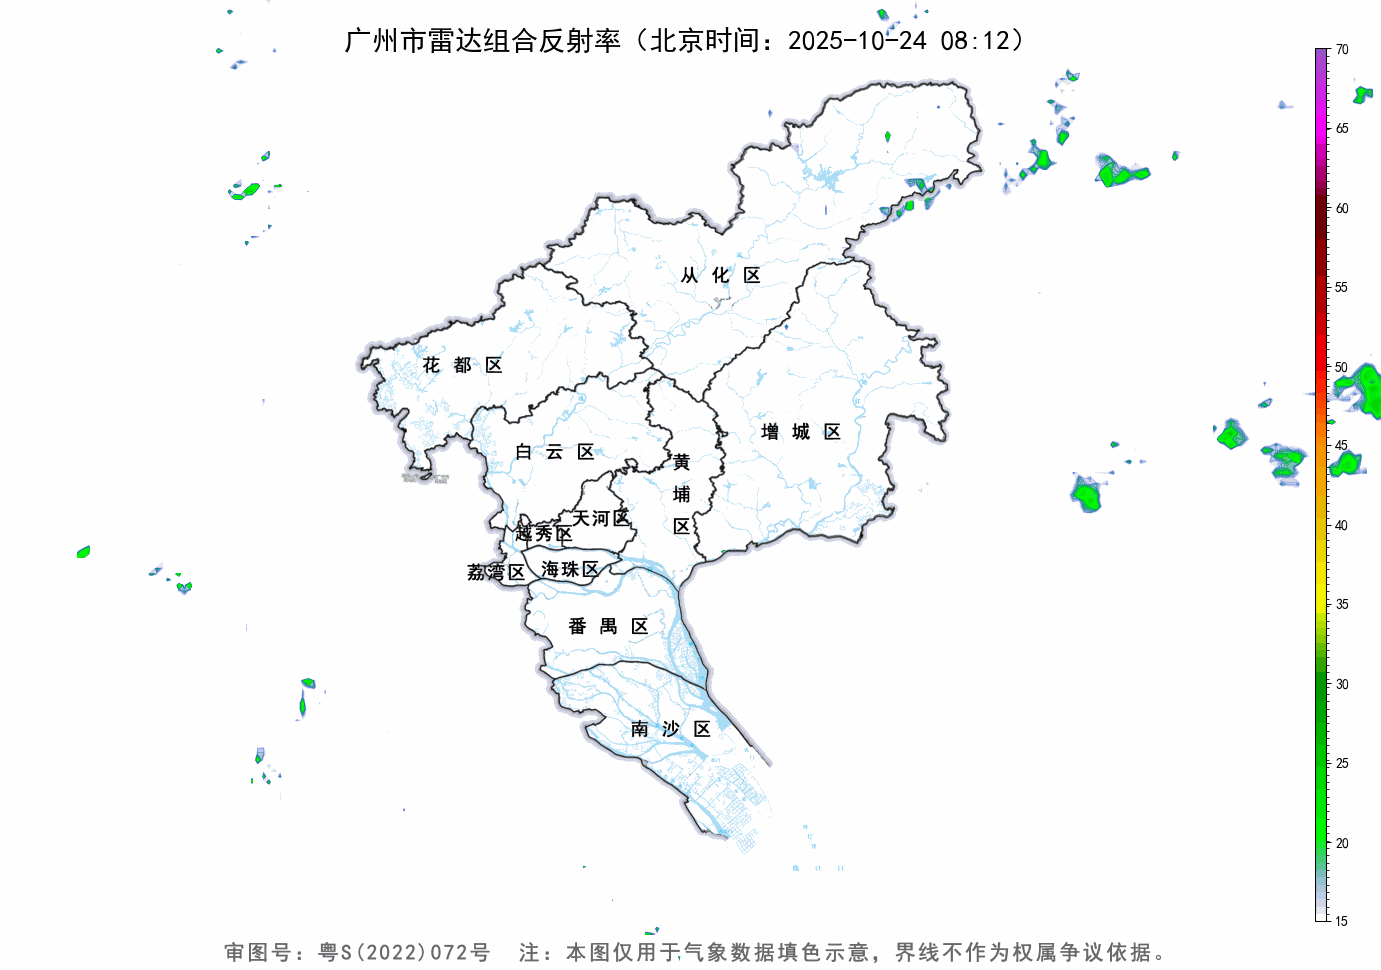 广州市雷达组合反射率（北京时间：2025-10-24 08:12）
70
65
60
55
50
45
40
35
30
25
20
15
从化区
花都区
增城区
白云区
黄埔区
天河区
越秀区
荔湾区
海珠区
番禺区
南沙区
审图号：粤S(2022)072号 注：本图仅用于气象数据填色示意，界线不作为权属争议依据。